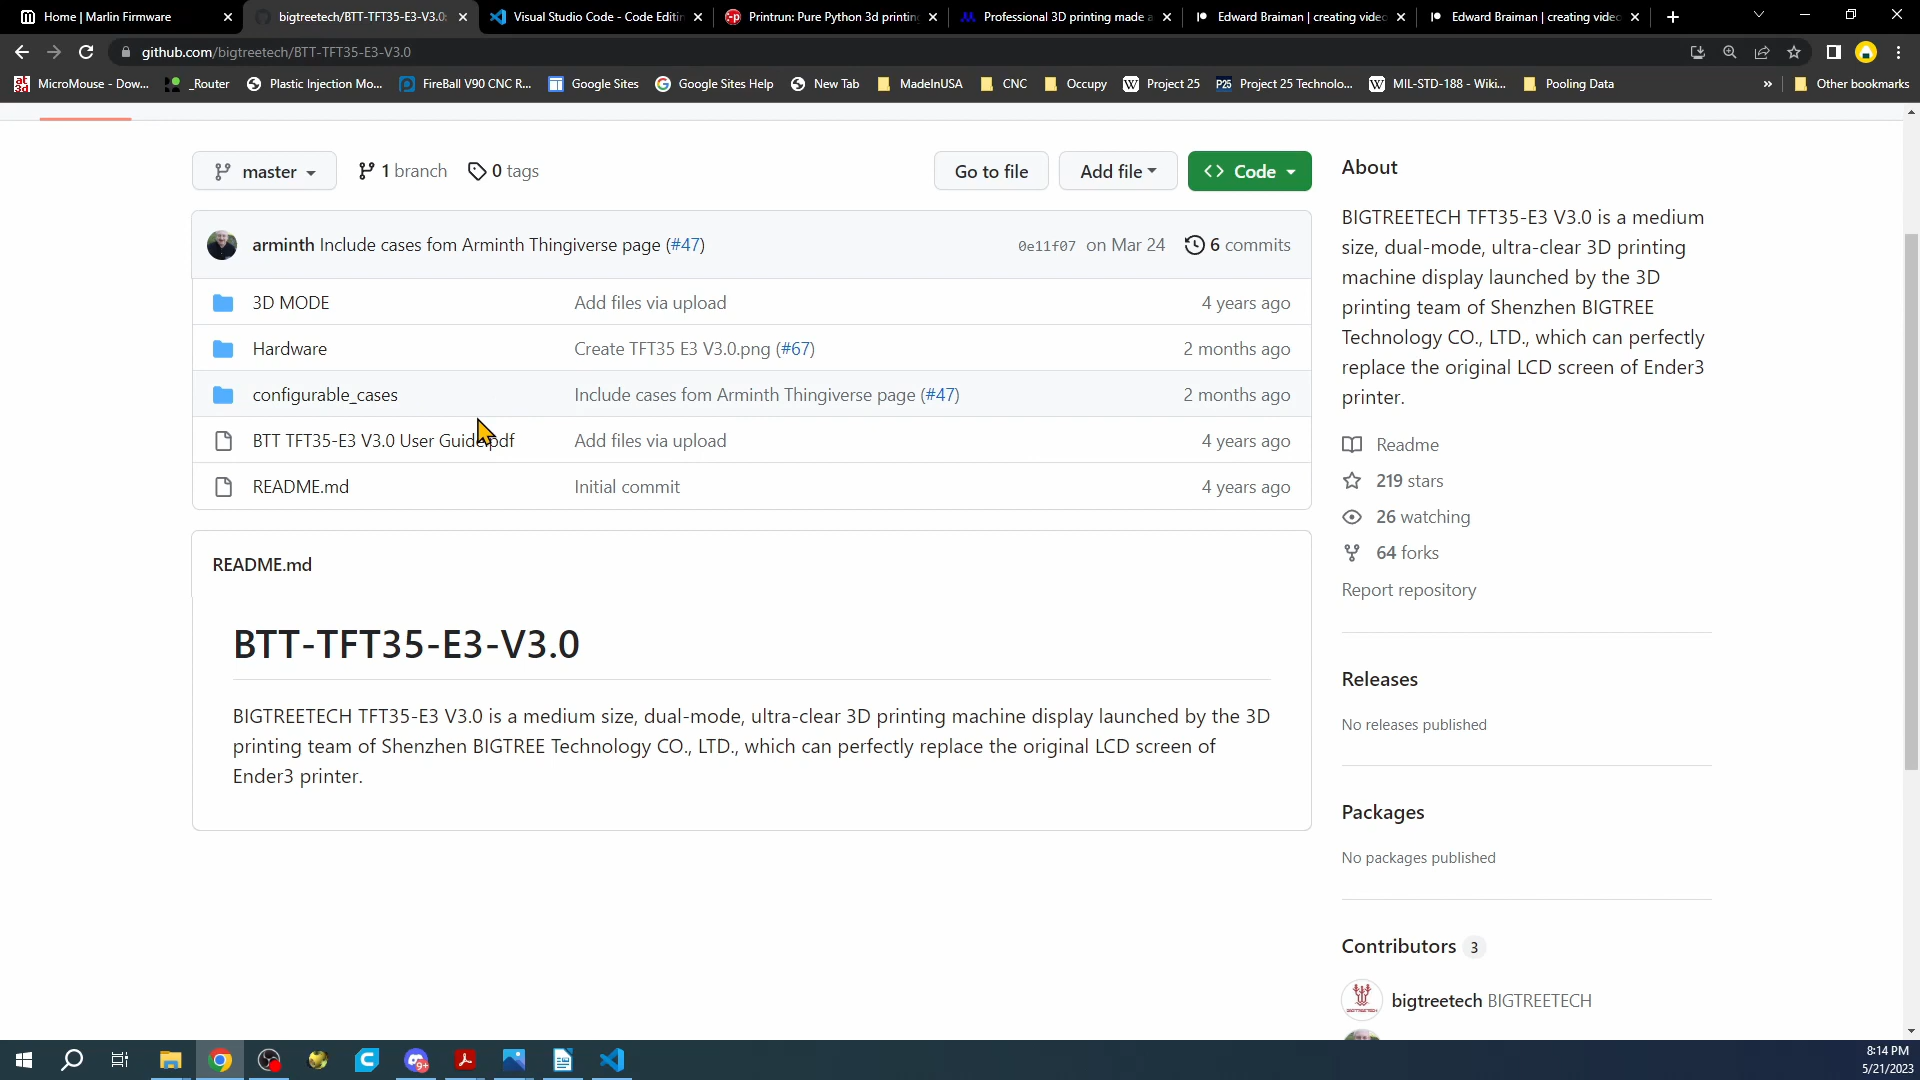 Home | Marlin Firmware
bigtreetech/BTT-TFT35-E3-V3.0:
Visual Studio Code - Code Editin
Printrun: Pure Python 3d printing
Professional 3D printing made a
Edward Braiman | creating video
Edward Braiman | creating video
github.com/bigtreetech/BTT-TFT35-E3-V3.0
MicroMouse - Dow...
_Router
Plastic Injection Mo...
FireBall V90 CNC R...
Google Sites
Google Sites Help
New Tab
MadeInUSA
CNC
Occupy
Project 25
Project 25 Technolo...
MIL-STD-188 - Wiki...
Pooling Data
»
Other bookmarks
master
1 branch
0 tags
Go to file
Add file
Code
arminth Include cases fom Arminth Thingiverse page (#47)
0e11f07 on Mar 24
6 commits
3D MODE
Add files via upload
4 years ago
Hardware
Create TFT35 E3 V3.0.png (#67)
2 months ago
configurable_cases
Include cases fom Arminth Thingiverse page (#47)
2 months ago
BTT TFT35-E3 V3.0 User Guide.pdf
Add files via upload
4 years ago
README.md
Initial commit
4 years ago
README.md
BTT-TFT35-E3-V3.0
BIGTREETECH TFT35-E3 V3.0 is a medium size, dual-mode, ultra-clear 3D printing machine display launched by the 3D
printing team of Shenzhen BIGTREE Technology CO., LTD., which can perfectly replace the original LCD screen of
Ender3 printer.
About
BIGTREETECH TFT35-E3 V3.0 is a medium
size, dual-mode, ultra-clear 3D printing
machine display launched by the 3D
printing team of Shenzhen BIGTREE
Technology CO., LTD., which can perfectly
replace the original LCD screen of Ender3
printer.
Readme
219 stars
26 watching
64 forks
Report repository
Releases
No releases published
Packages
No packages published
Contributors 3
bigtreetech BIGTREETECH
8:14 PM
5/21/2023